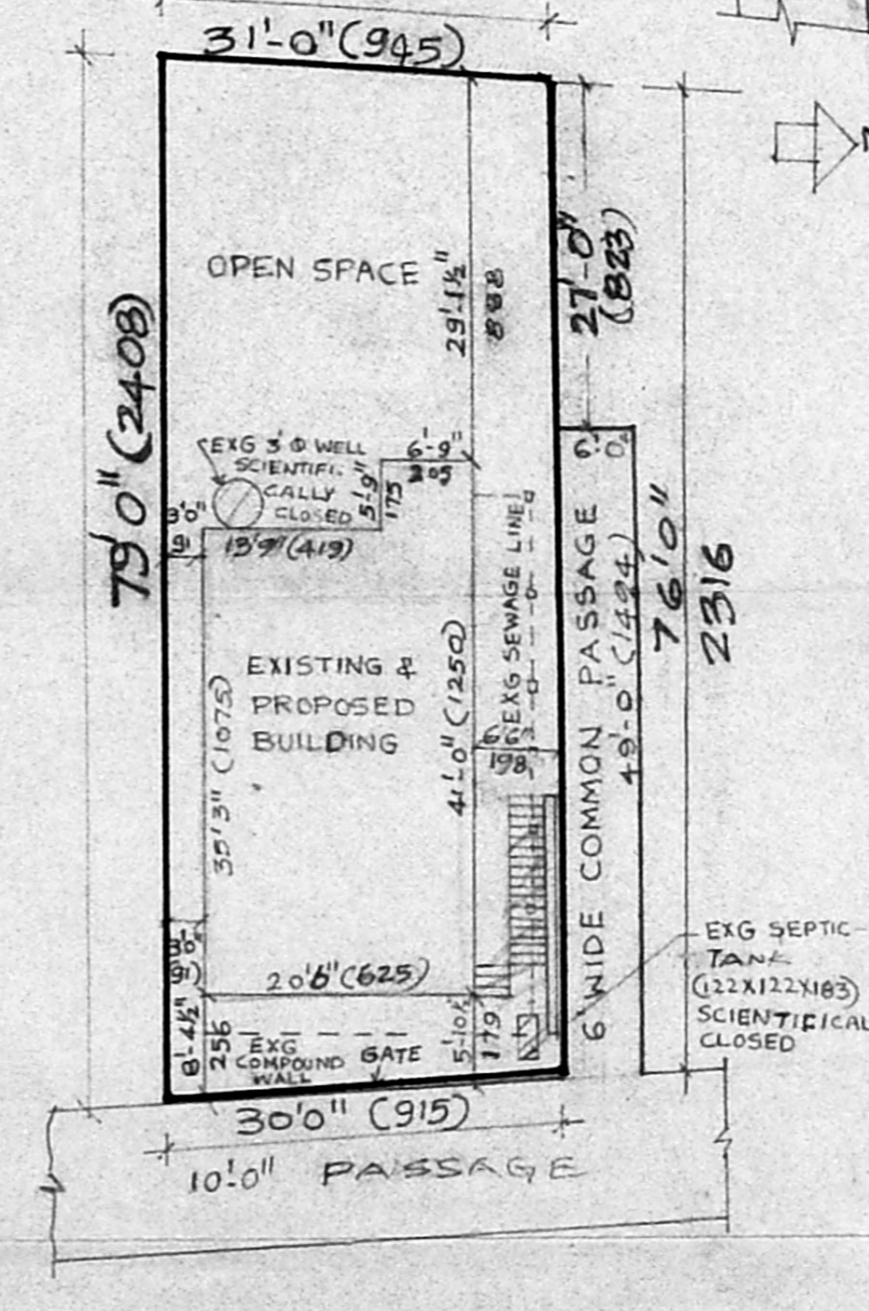 31'-0" (945)
OPEN SPACE
29'-1½"
888
27'-0"
(823)
79'0" (2408)
EXG 3' Φ WELL
SCIENTIFI-
CALLY
CLOSED
6'-9"
205
5'-9"
175
3'-0"
91
13'9" (419)
6'-0"
EXG SEWAGE LINE
6' WIDE COMMON PASSAGE
49'-0" (1494)
76'0"
2316
EXISTING &
PROPOSED
BUILDING
35'3" (1075)
41'-0" (1250)
6'6"
198
3'-0"
(91)
20'6" (625)
8'-4½"
256
EXG
COMPOUND
WALL
GATE
5'-10½"
179
EXG SEPTIC-
TANK
(122X122X183)
SCIENTIFICAL
CLOSED
30'0" (915)
10'-0" PASSAGE